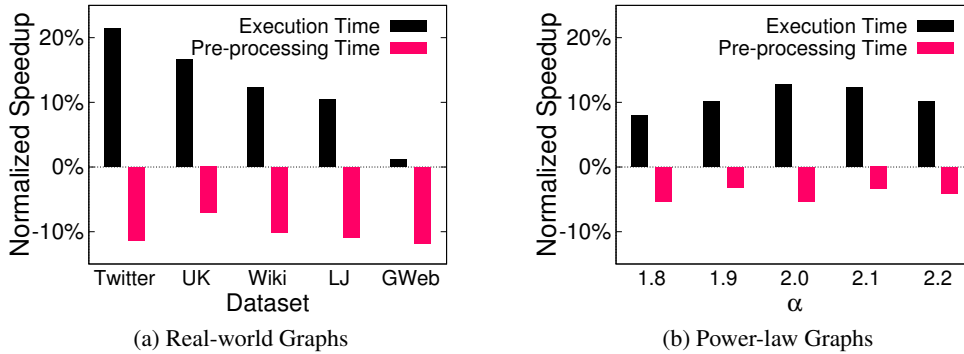 Normalized Speedup
20%
10%
0%
-10%
Execution Time
Pre-processing Time
Twitter UK Wiki LJ GWeb
Dataset
(a) Real-world Graphs
Normalized Speedup
20%
10%
0%
-10%
Execution Time
Pre-processing Time
1.8 1.9 2.0 2.1 2.2
α
(b) Power-law Graphs